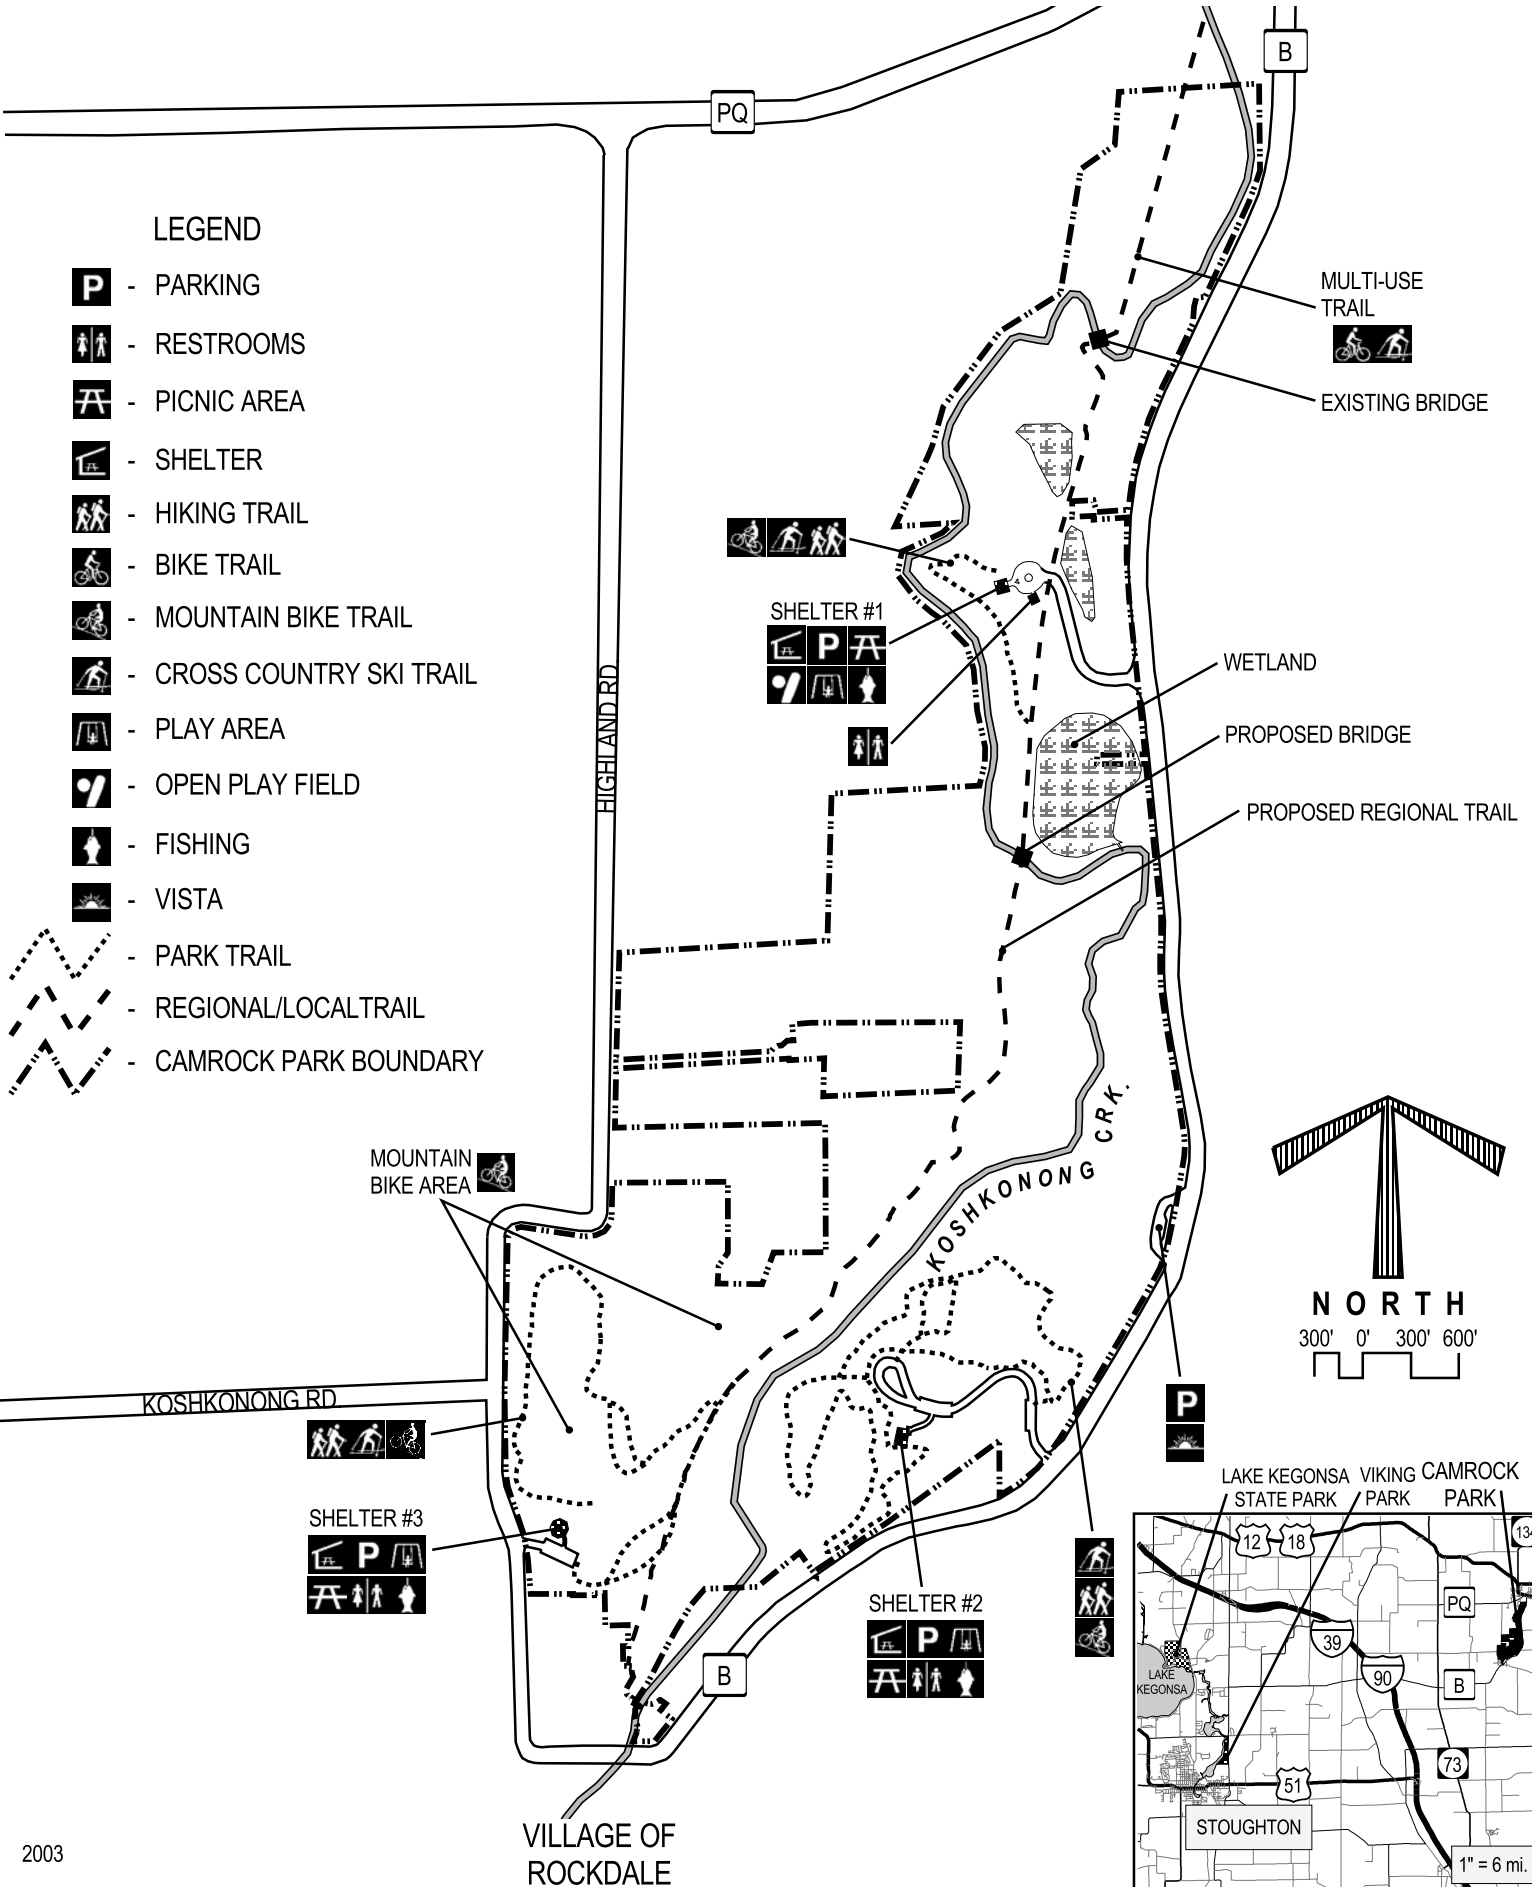 PQ
B
LEGEND
P - PARKING
- RESTROOMS
- PICNIC AREA
- SHELTER
- HIKING TRAIL
- BIKE TRAIL
- MOUNTAIN BIKE TRAIL
- CROSS COUNTRY SKI TRAIL
- PLAY AREA
- OPEN PLAY FIELD
- FISHING
- VISTA
- PARK TRAIL
- REGIONAL/LOCALTRAIL
- CAMROCK PARK BOUNDARY
HIGHLAND RD.
MULTI-USE
TRAIL
EXISTING BRIDGE
SHELTER #1
P
WETLAND
PROPOSED BRIDGE
PROPOSED REGIONAL TRAIL
KOSHKONONG CRK.
MOUNTAIN
BIKE AREA
NORTH
300' 0' 300' 600'
KOSHKONONG RD.
P
SHELTER #3
P
SHELTER #2
P
B
LAKE KEGONSA
STATE PARK
VIKING
PARK
CAMROCK
PARK
12
18
134
PQ
39
90
B
LAKE
KEGONSA
73
51
STOUGHTON
1" = 6 mi.
VILLAGE OF
ROCKDALE
2003